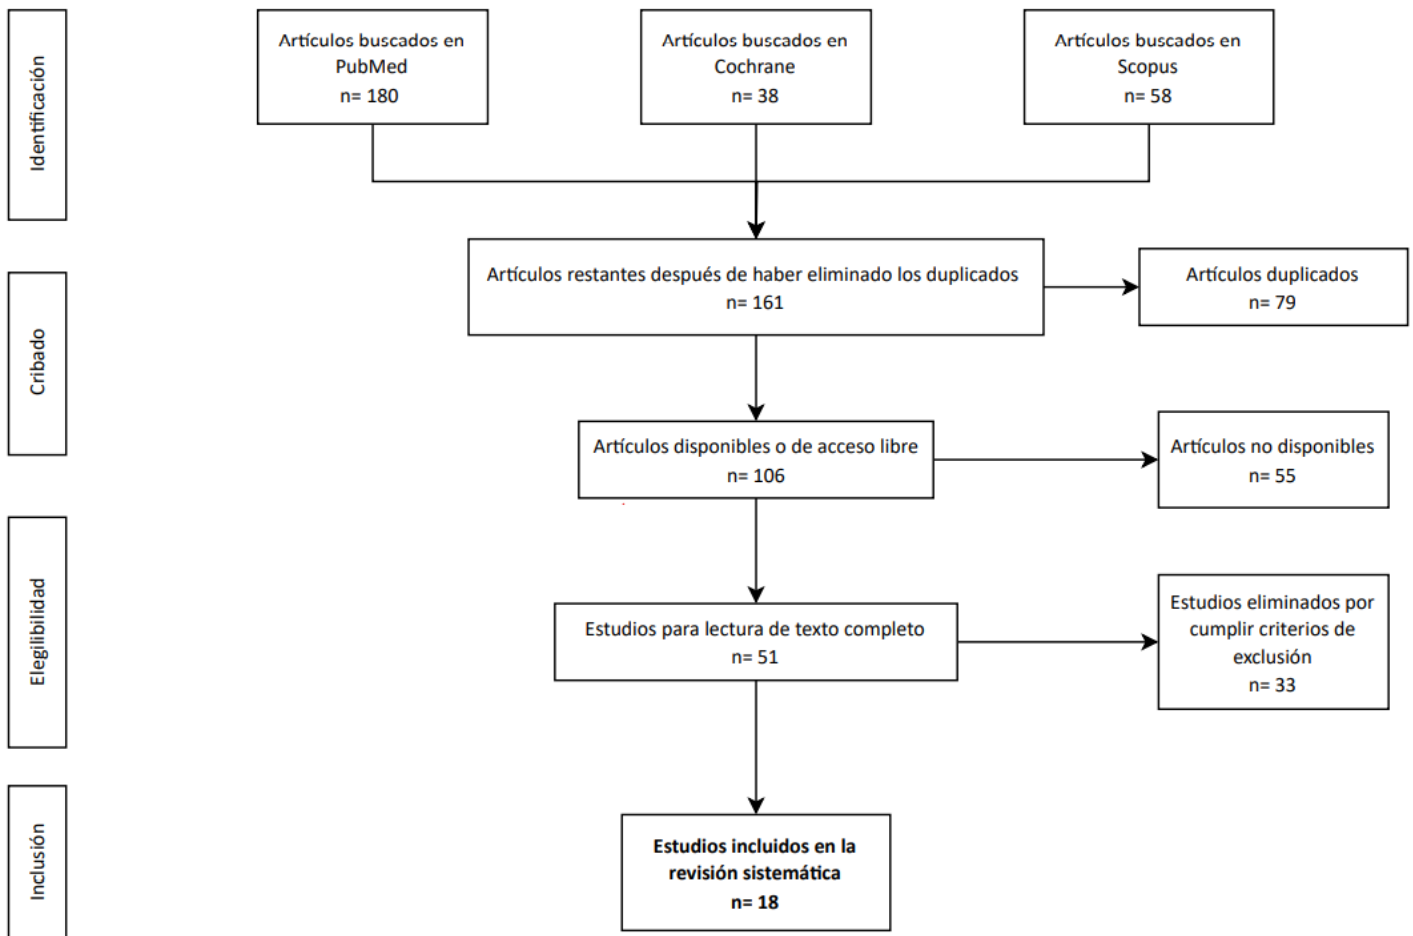 Identificación
Artículos buscados en
PubMed
n= 180
Artículos buscados en
Cochrane
n= 38
Artículos buscados en
Scopus
n= 58
Cribado
Artículos restantes después de haber eliminado los duplicados
n= 161
Artículos duplicados
n= 79
Artículos disponibles o de acceso libre
n= 106
Artículos no disponibles
n= 55
Elegilibilidad
Estudios para lectura de texto completo
n= 51
Estudios eliminados por
cumplir criterios de
exclusión
n= 33
Inclusión
Estudios incluidos en la
revisión sistemática
n= 18